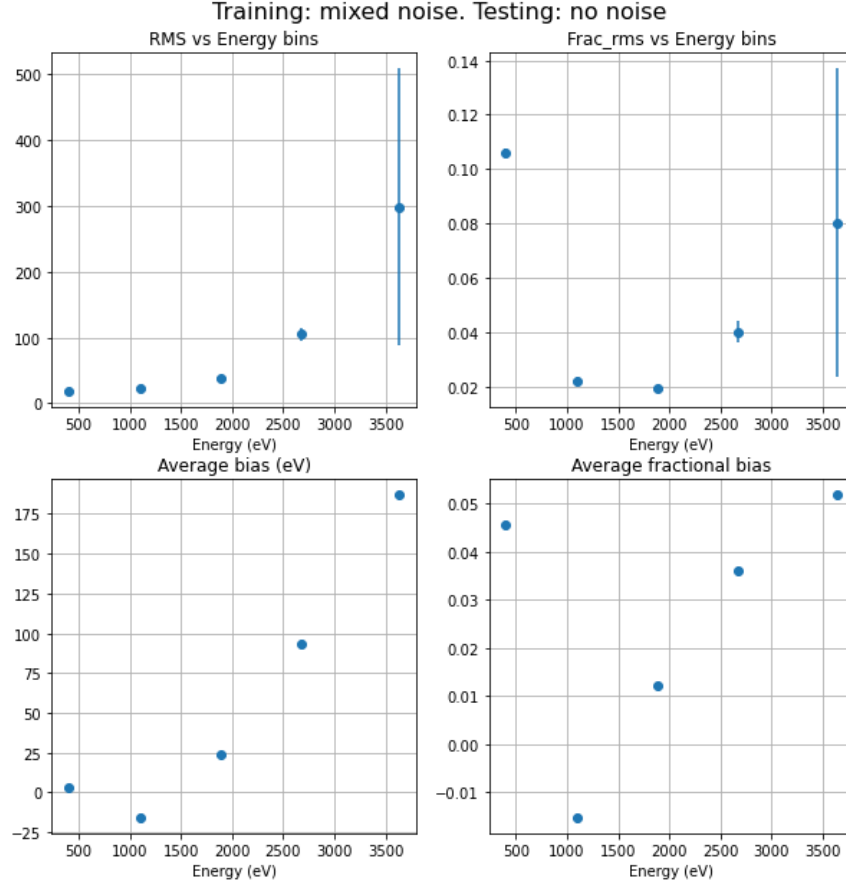 Training: mixed noise. Testing: no noise
RMS vs Energy bins
500
400
300
200
100
0
500 1000 1500 2000 2500 3000 3500
Energy (eV)
Frac_rms vs Energy bins
0.14
0.12
0.10
0.08
0.06
0.04
0.02
500 1000 1500 2000 2500 3000 3500
Energy (eV)
Average bias (eV)
175
150
125
100
75
50
25
0
−25
500 1000 1500 2000 2500 3000 3500
Energy (eV)
Average fractional bias
0.05
0.04
0.03
0.02
0.01
0.00
−0.01
500 1000 1500 2000 2500 3000 3500
Energy (eV)